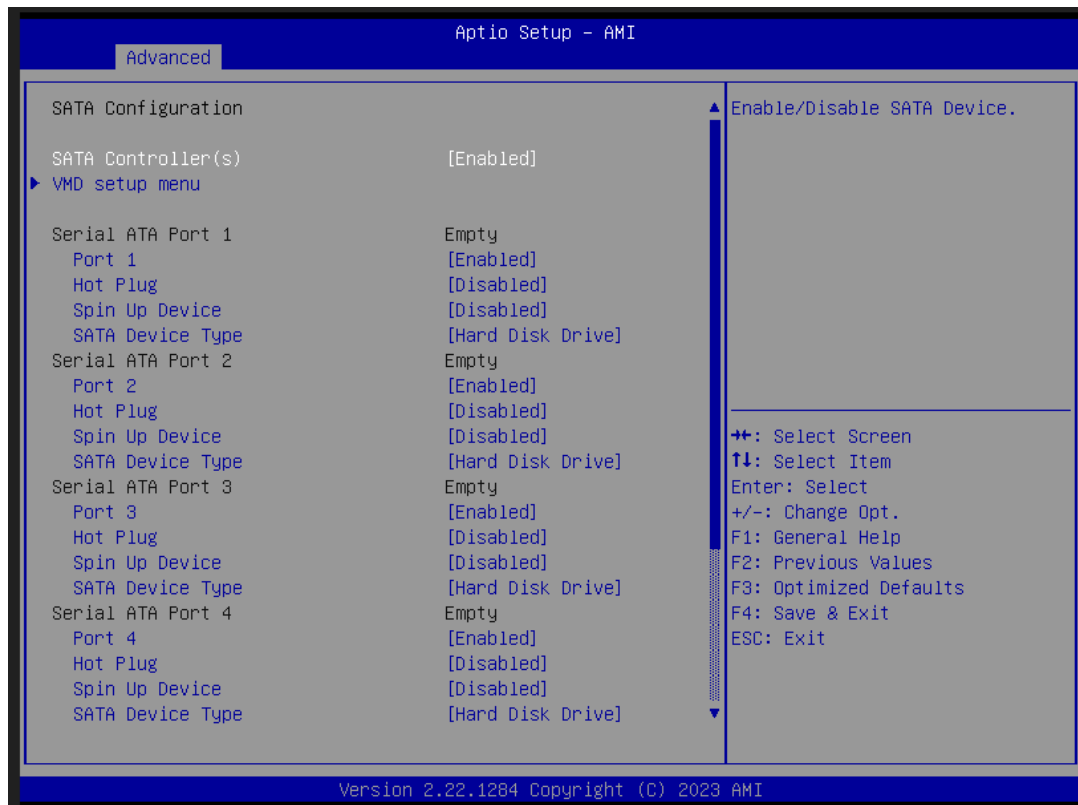 Aptio Setup – AMI
Advanced
SATA Configuration
SATA Controller(s) [Enabled]
VMD setup menu
Serial ATA Port 1 Empty
Port 1 [Enabled]
Hot Plug [Disabled]
Spin Up Device [Disabled]
SATA Device Type [Hard Disk Drive]
Serial ATA Port 2 Empty
Port 2 [Enabled]
Hot Plug [Disabled]
Spin Up Device [Disabled]
SATA Device Type [Hard Disk Drive]
Serial ATA Port 3 Empty
Port 3 [Enabled]
Hot Plug [Disabled]
Spin Up Device [Disabled]
SATA Device Type [Hard Disk Drive]
Serial ATA Port 4 Empty
Port 4 [Enabled]
Hot Plug [Disabled]
Spin Up Device [Disabled]
SATA Device Type [Hard Disk Drive]
Enable/Disable SATA Device.
→←: Select Screen
↑↓: Select Item
Enter: Select
+/-: Change Opt.
F1: General Help
F2: Previous Values
F3: Optimized Defaults
F4: Save & Exit
ESC: Exit
Version 2.22.1284 Copyright (C) 2023 AMI